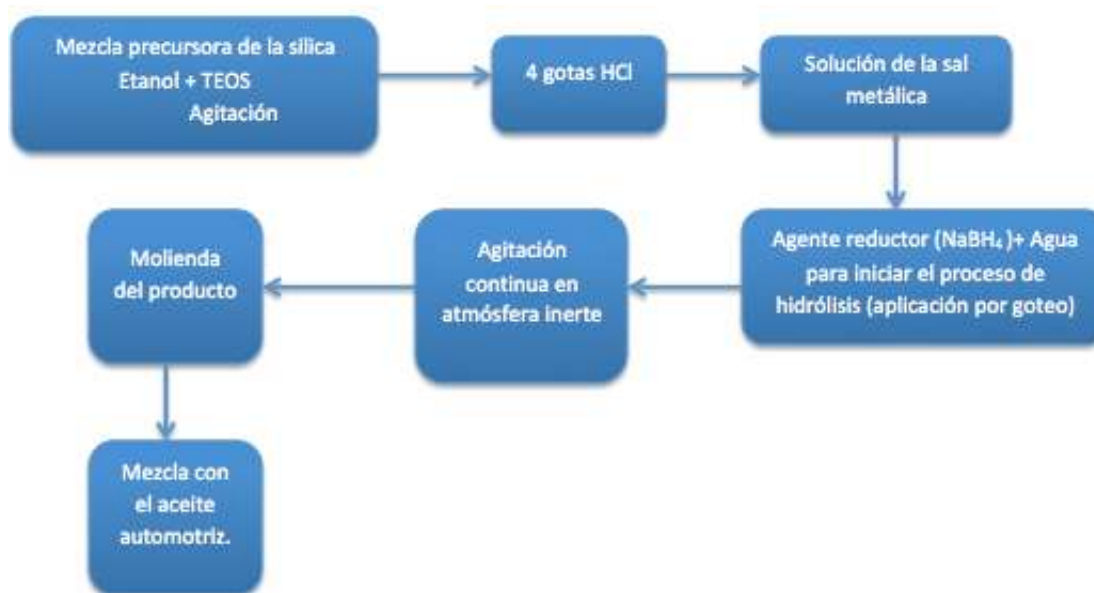 Mezcla precursora de la silica
Etanol + TEOS
Agitación
4 gotas HCl
Solución de la sal
metálica
Agente reductor (NaBH₄ )+ Agua
para iniciar el proceso de
hidrólisis (aplicación por goteo)
Agitación
continua en
atmósfera inerte
Molienda
del producto
Mezcla con
el aceite
automotriz.